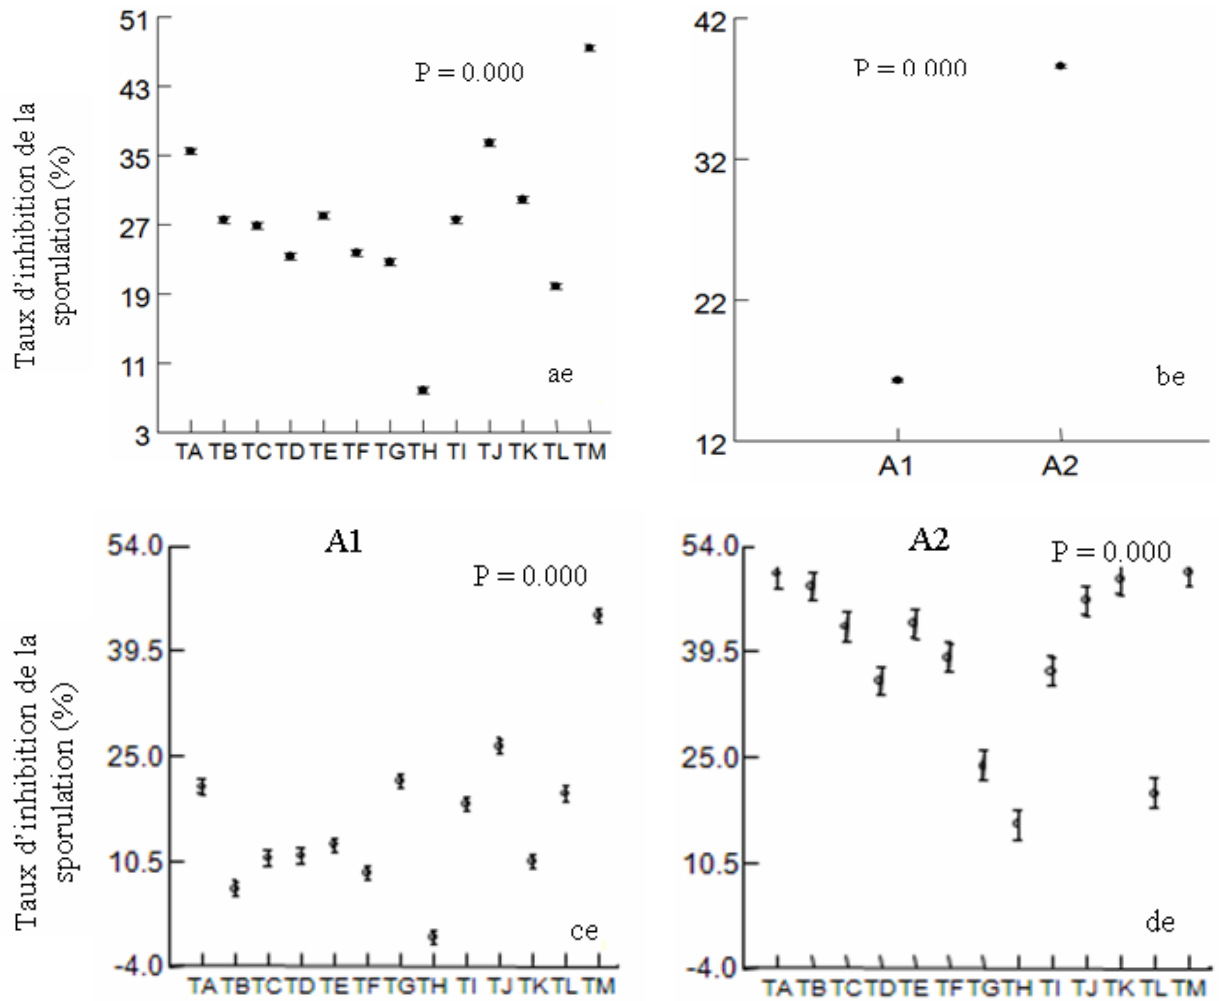 Taux d'inhibition de la
sporulation (%)
51
43
35
27
19
11
3
P = 0.000
ae
TA TB TC TD TE TF TG TH TI TJ TK TL TM
42
32
22
12
P = 0.000
be
A1 A2
Taux d'inhibition de la
sporulation (%)
A1
54.0
39.5
25.0
10.5
-4.0
P = 0.000
ce
TA TB TC TD TE TF TG TH TI TJ TK TL TM
A2
54.0
39.5
25.0
10.5
-4.0
P = 0.000
de
TA TB TC TD TE TF TG TH TI TJ TK TL TM